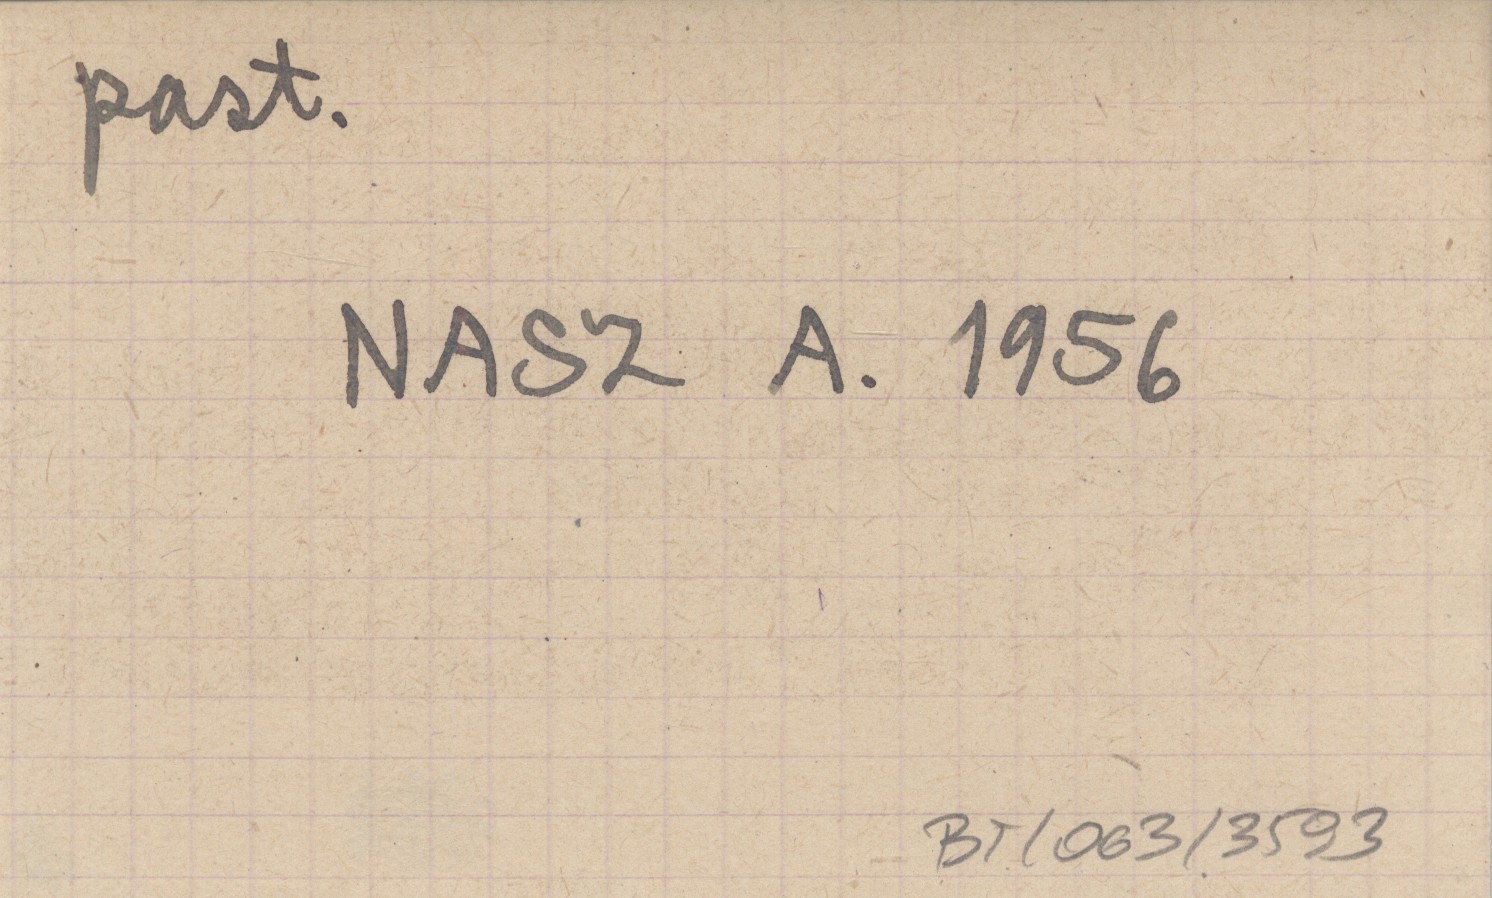 past.
NASZ A. 1956
BT/063/3593